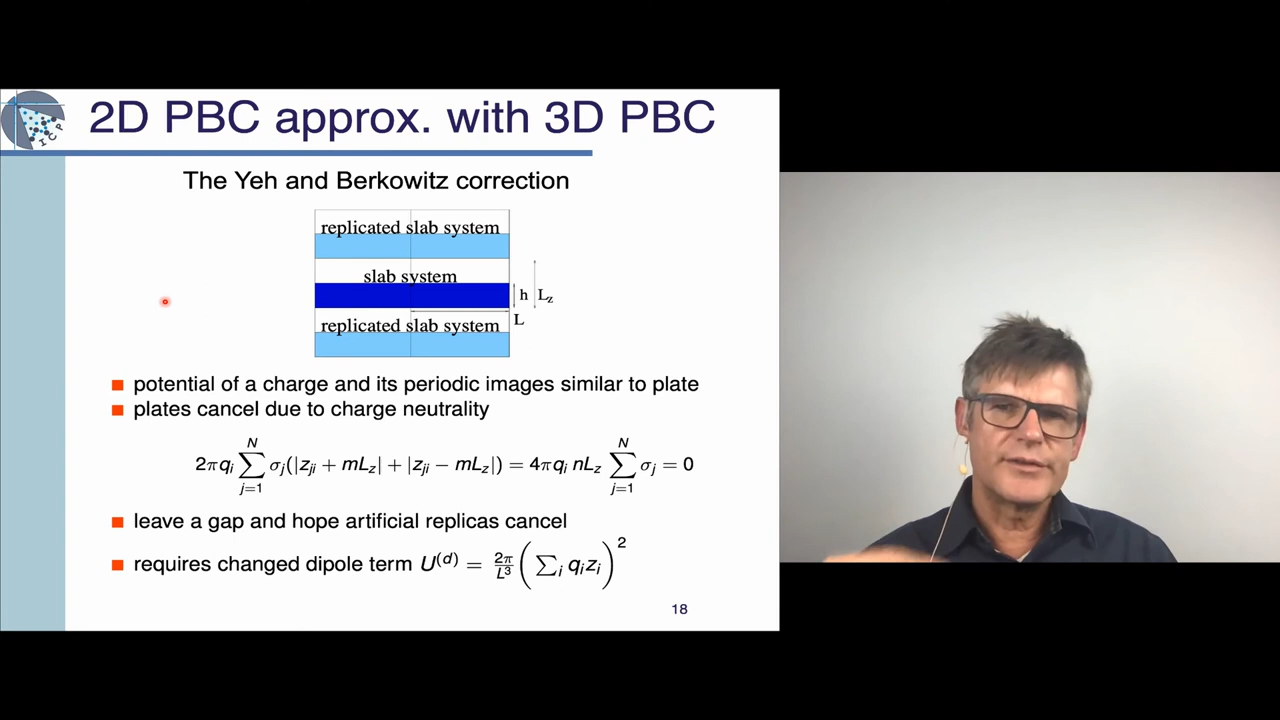 ICP
2D PBC approx. with 3D PBC
The Yeh and Berkowitz correction
replicated slab system
slab system
h
L_z
L
replicated slab system
potential of a charge and its periodic images similar to plate
plates cancel due to charge neutrality
2πq_i ∑_{j=1}^{N} σ_j(|z_{ji} + mL_z| + |z_{ji} − mL_z|) = 4πq_i nL_z ∑_{j=1}^{N} σ_j = 0
leave a gap and hope artificial replicas cancel
requires changed dipole term U^{(d)} = \frac{2π}{L^3} (∑_i q_i z_i)^2
18